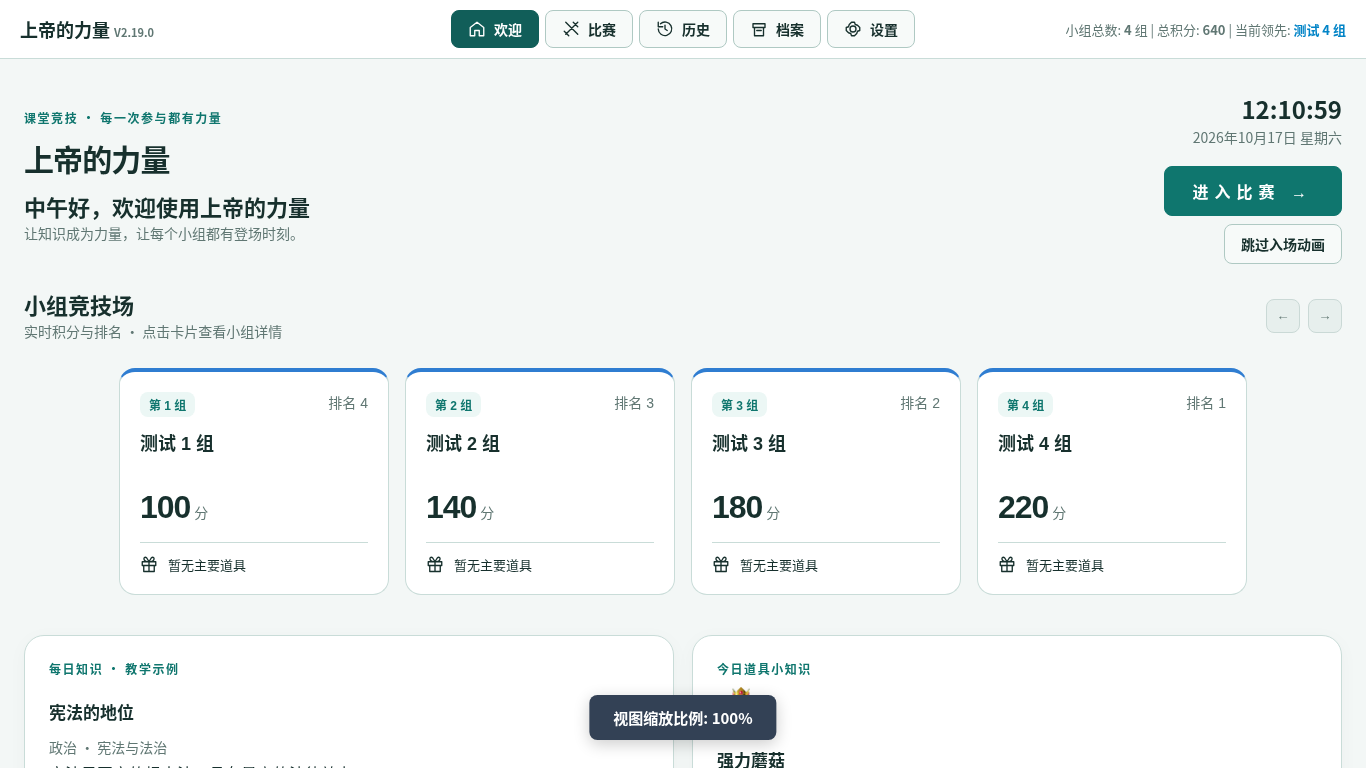 上帝的力量 V2.19.0
欢迎
比赛
历史
档案
设置
小组总数: 4 组 | 总积分: 640 | 当前领先: 测试 4 组
课堂竞技 · 每一次参与都有力量
上帝的力量
中午好，欢迎使用上帝的力量
让知识成为力量，让每个小组都有登场时刻。
12:10:59
2026年10月17日 星期六
进入比赛 →
跳过入场动画
小组竞技场
实时积分与排名 · 点击卡片查看小组详情
← →
第 1 组 排名 4
测试 1 组
100 分
暂无主要道具
第 2 组 排名 3
测试 2 组
140 分
暂无主要道具
第 3 组 排名 2
测试 3 组
180 分
暂无主要道具
第 4 组 排名 1
测试 4 组
220 分
暂无主要道具
每日知识 · 教学示例
宪法的地位
政治 · 宪法与法治
今日道具小知识
强力蘑菇
视图缩放比例: 100%